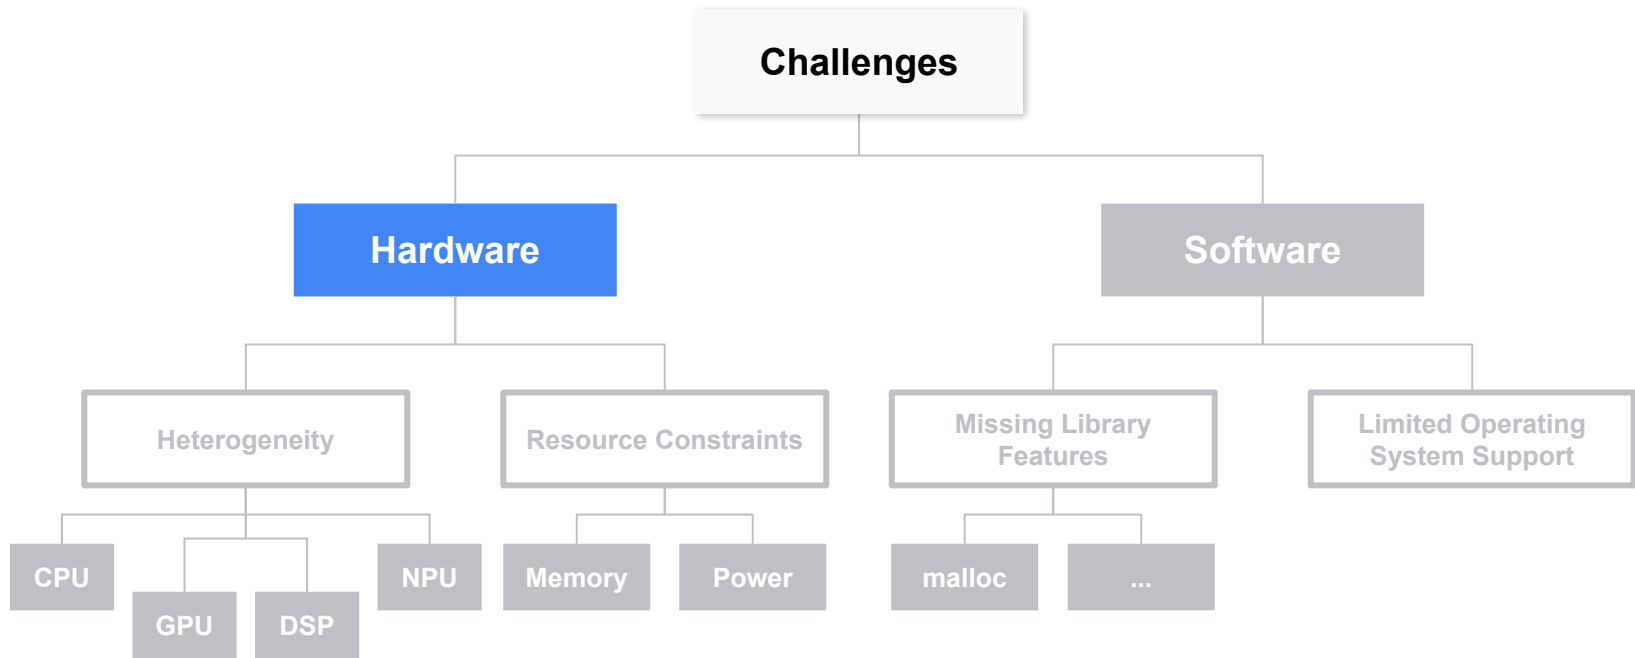 Challenges
Hardware
Software
Heterogeneity
Resource Constraints
Missing Library
Features
Limited Operating
System Support
CPU
GPU
DSP
NPU
Memory
Power
malloc
...